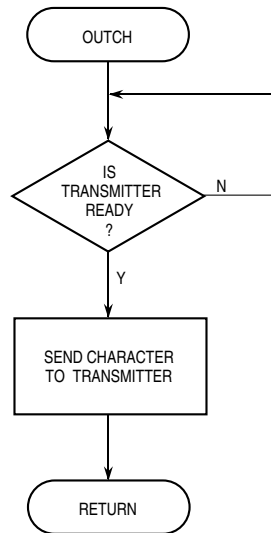 OUTCH
IS
TRANSMITTER
READY
?
N
Y
SEND CHARACTER
TO TRANSMITTER
RETURN